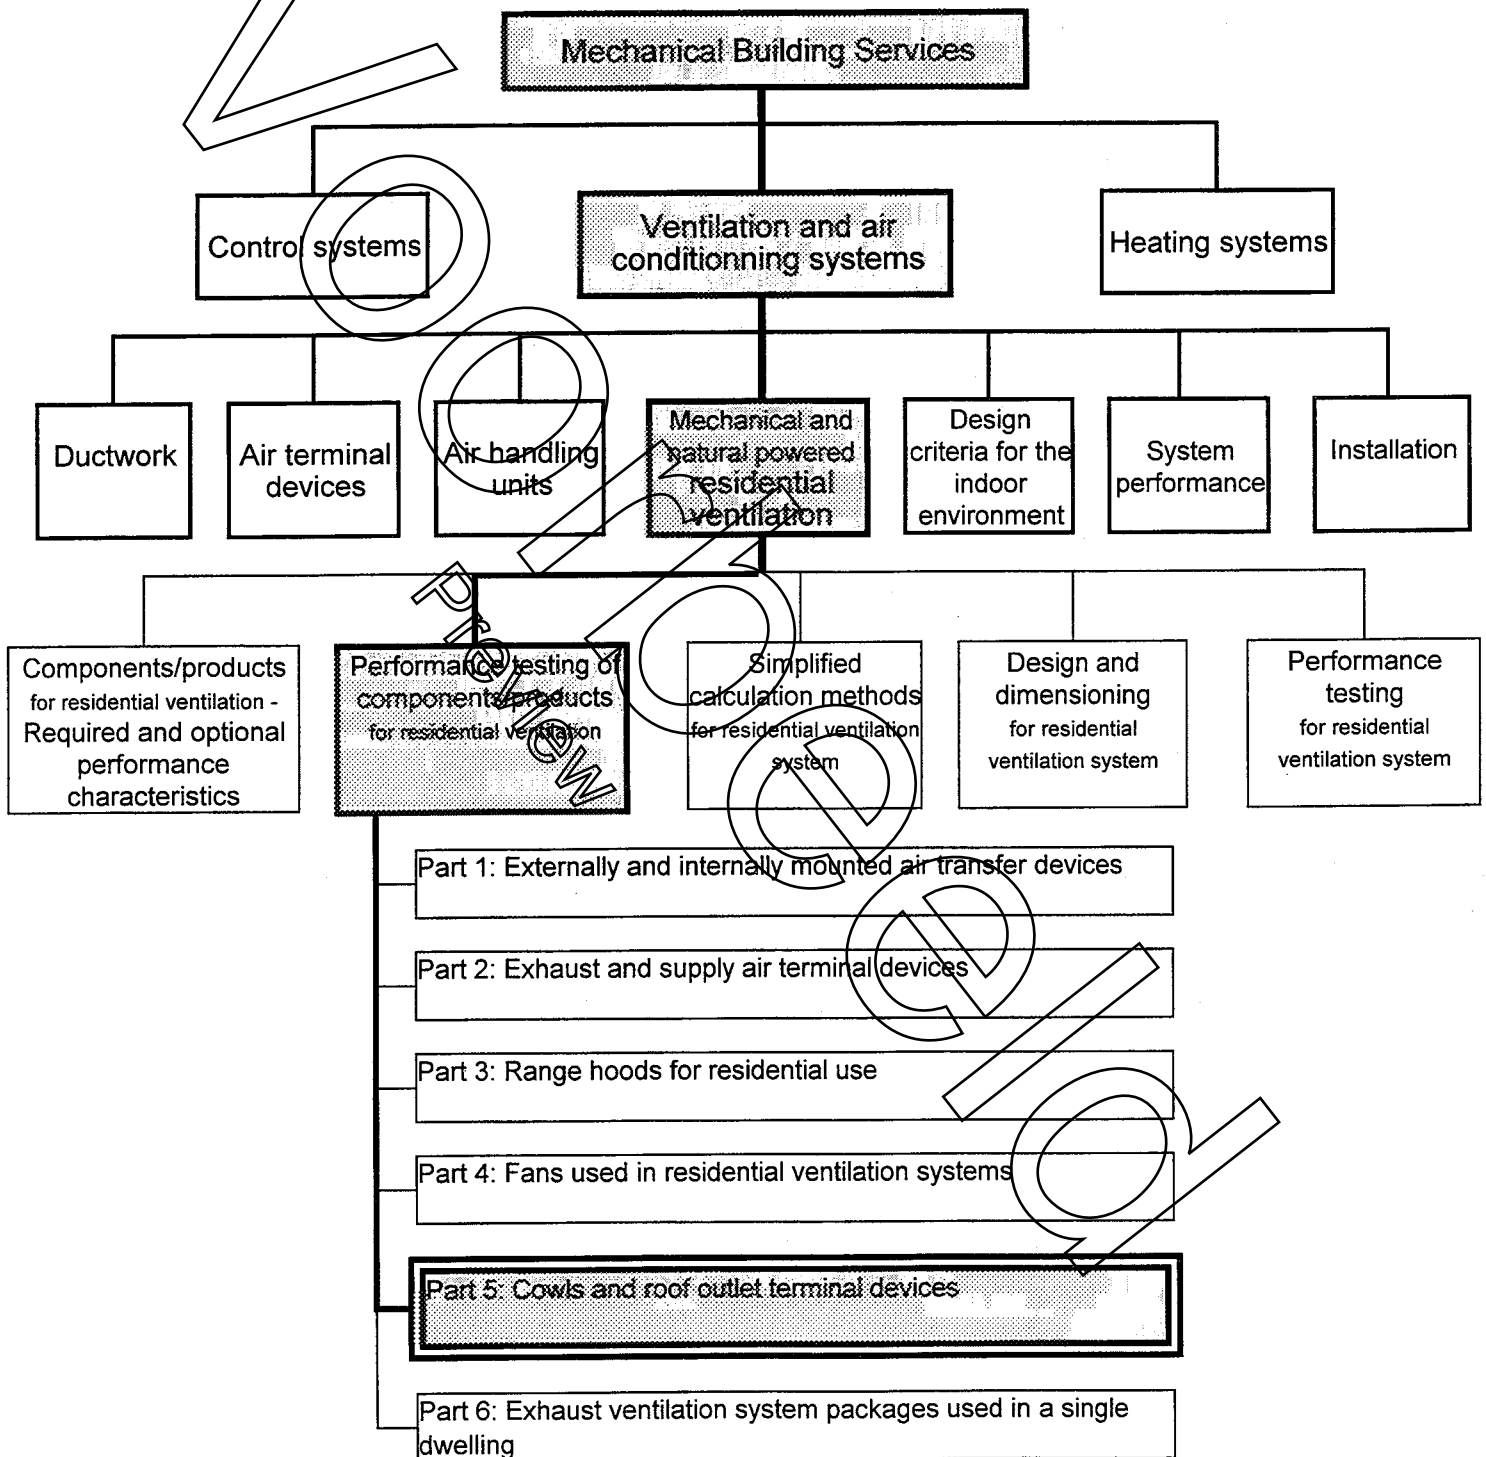 Mechanical Building Services
Control systems
Ventilation and air
conditionning systems
Heating systems
Ductwork
Air terminal
devices
Air handling
units
Mechanical and
natural powered
residential
ventilation
Design
criteria for the
indoor
environment
System
performance
Installation
Components/products
for residential ventilation -
Required and optional
performance
characteristics
Performance testing of
components/products
for residential ventilation
Simplified
calculation methods
for residential ventilation
system
Design and
dimensioning
for residential
ventilation system
Performance
testing
for residential
ventilation system
Part 1: Externally and internally mounted air transfer devices
Part 2: Exhaust and supply air terminal devices
Part 3: Range hoods for residential use
Part 4: Fans used in residential ventilation systems
Part 5: Cowls and roof outlet terminal devices
Part 6: Exhaust ventilation system packages used in a single
dwelling
Voorbeeld
Preview